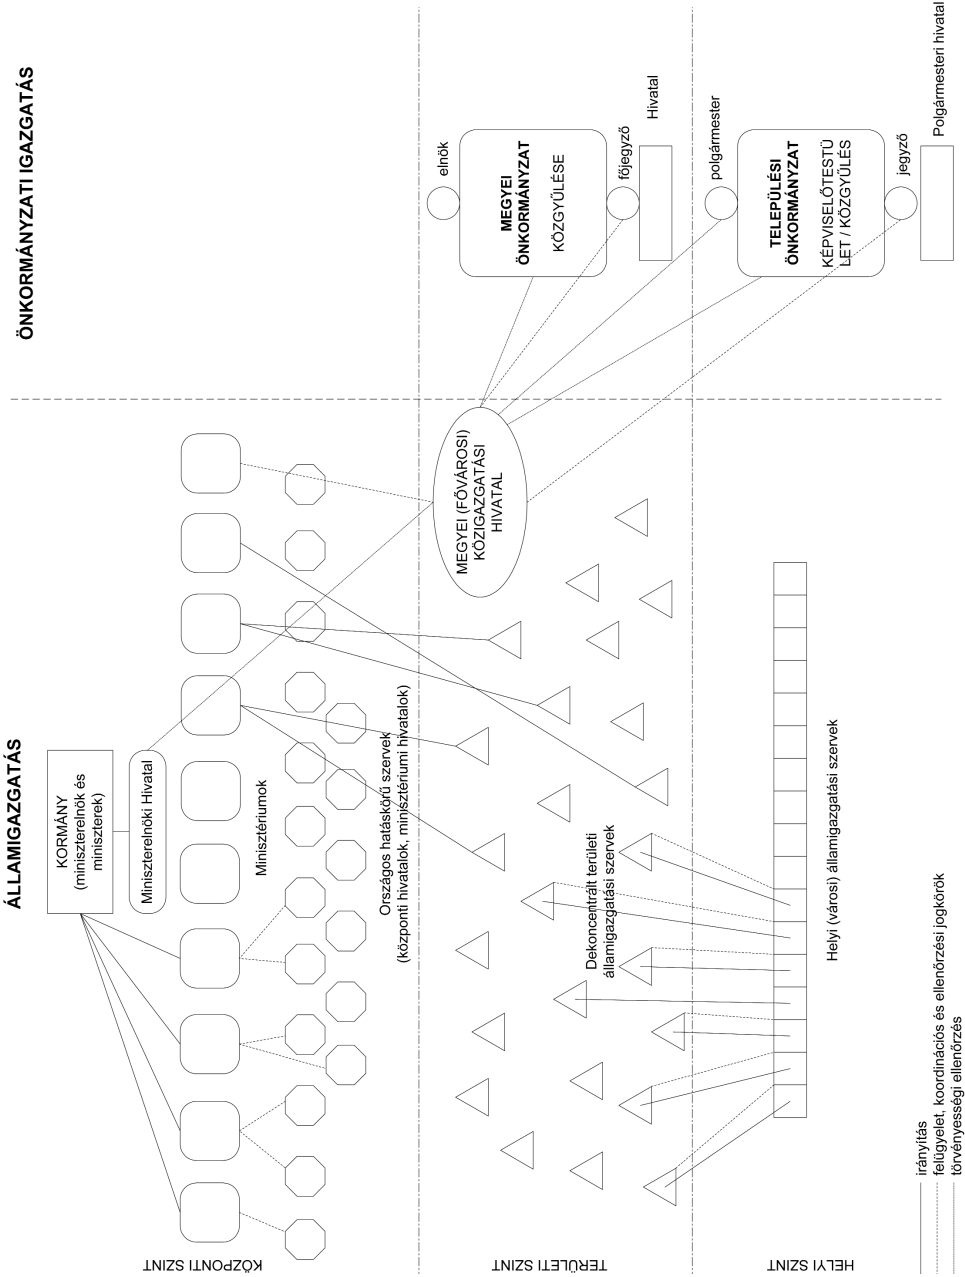 ÁLLAMIGAZGATÁS
ÖNKORMÁNYZATI IGAZGATÁS
KORMÁNY
(miniszterelnök és
miniszterek)
Miniszterelnöki Hivatal
Minisztériumok
Országos hatáskörű szervek
(központi hivatalok, minisztériumi hivatalok)
KÖZPONTI SZINT
MEGYEI (FŐVÁROSI)
KÖZIGAZGATÁSI
HIVATAL
elnök
MEGYEI
ÖNKORMÁNYZAT
KÖZGYŰLÉSE
főjegyző
Hivatal
Dekoncentrált területi
államigazgatási szervek
TERÜLETI SZINT
polgármester
TELEPÜLÉSI
ÖNKORMÁNYZAT
KÉPVISELŐTESTÜ
LET / KÖZGYŰLÉS
jegyző
Polgármesteri hivatal
Helyi (városi) államigazgatási szervek
HELYI SZINT
irányítás
felügyelet, koordinációs és ellenőrzési jogkörök
törvényességi ellenőrzés